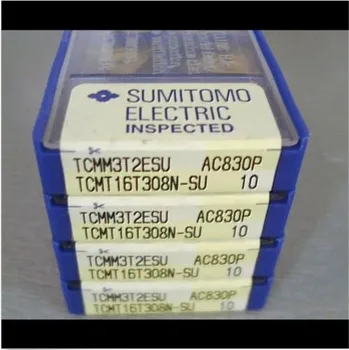 SUMITOMO
ELECTRIC
INSPECTED
TCMM3T2ESU AC830P
TCMT16T308N-SU 10
TCMM3T2ESU AC830P
TCMT16T308N-SU 10
TCMM3T2ESU AC830P
TCMT16T308N-SU 10
TCMM3T2ESU AC830P
TCMT16T308N-SU 10